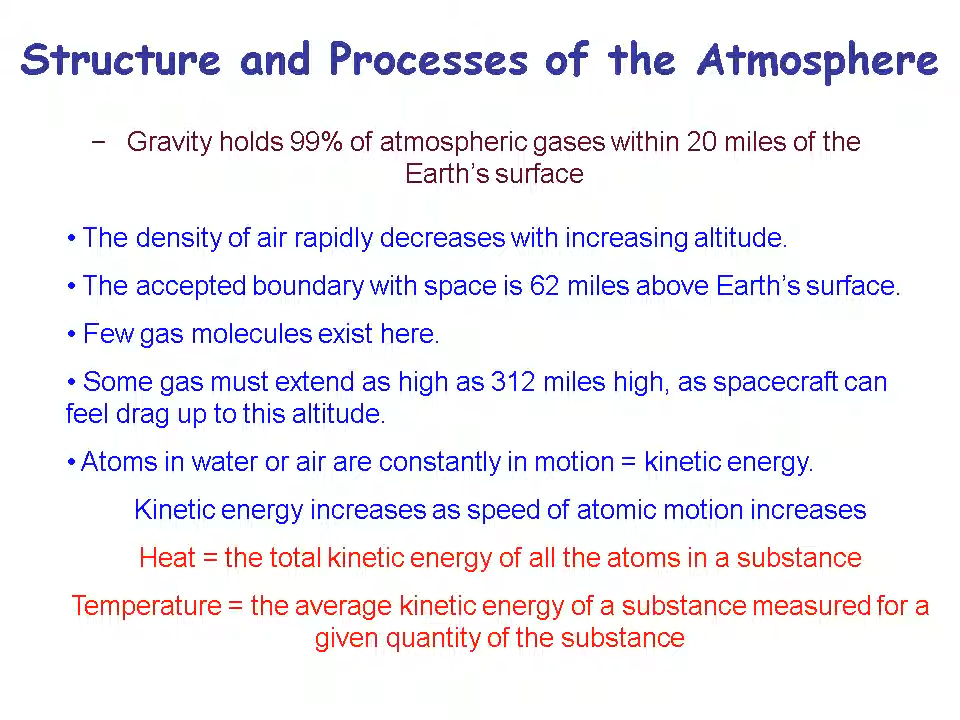 Structure and Processes of the Atmosphere
– Gravity holds 99% of atmospheric gases within 20 miles of the
Earth’s surface
• The density of air rapidly decreases with increasing altitude.
• The accepted boundary with space is 62 miles above Earth’s surface.
• Few gas molecules exist here.
• Some gas must extend as high as 312 miles high, as spacecraft can
feel drag up to this altitude.
• Atoms in water or air are constantly in motion = kinetic energy.
Kinetic energy increases as speed of atomic motion increases
Heat = the total kinetic energy of all the atoms in a substance
Temperature = the average kinetic energy of a substance measured for a
given quantity of the substance